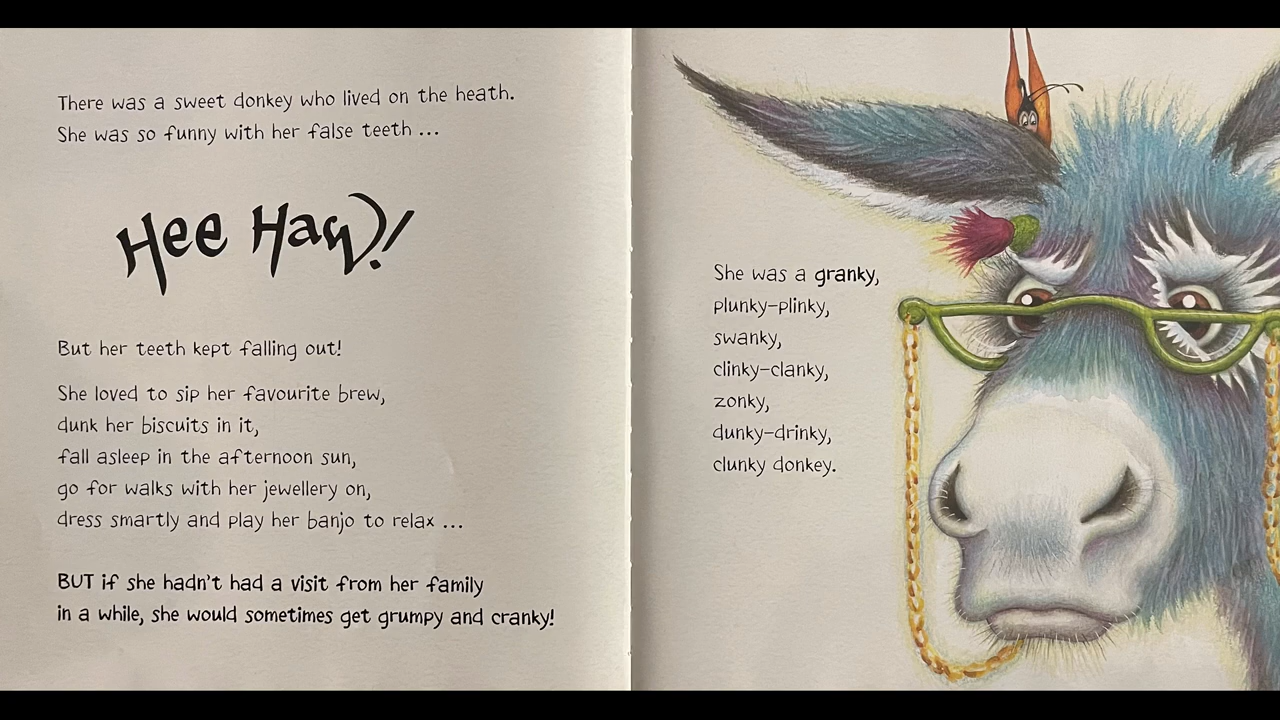 There was a sweet donkey who lived on the heath.
She was so funny with her false teeth ...
Hee Haw!
But her teeth kept falling out!
She loved to sip her favourite brew,
dunk her biscuits in it,
fall asleep in the afternoon sun,
go for walks with her jewellery on,
dress smartly and play her banjo to relax ...
BUT if she hadn't had a visit from her family
in a while, she would sometimes get grumpy and cranky!
She was a granky,
plunky-plinky,
swanky,
clinky-clanky,
zonky,
dunky-drinky,
clunky donkey.